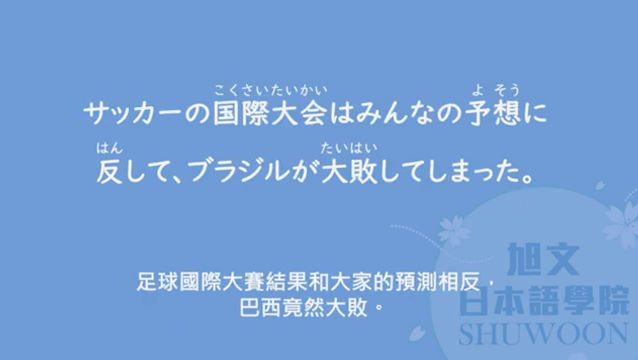 こくさいたいかい よそう
サッカーの国際大会はみんなの予想に
はん たいはい
反して、ブラジルが大敗してしまった。
足球國際大賽結果和大家的預測相反，
巴西竟然大敗。
旭文
日本語學院
SHUWOON